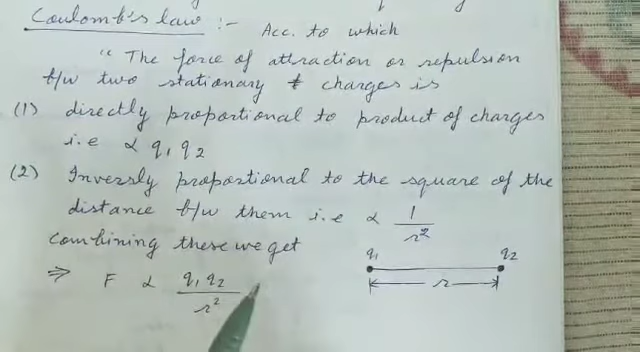 Coulomb's law :- Acc. to which
"The force of attraction or repulsion
b/w two stationary charges is
(1) directly proportional to product of charges
i.e ∝ q₁ q₂
(2) Inversly proportional to the square of the
distance b/w them i.e ∝ 1/r²
Combining these we get
⇒ F ∝ q₁ q₂/r²
q₁ q₂
r